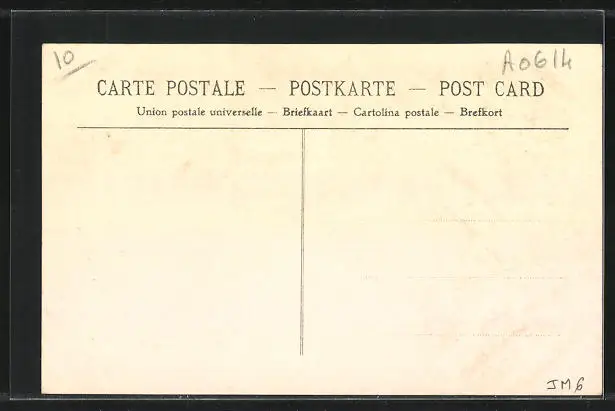 10
A0614
CARTE POSTALE — POSTKARTE — POST CARD
Union postale universelle — Briefkaart — Cartolina postale — Brefkort
JM6